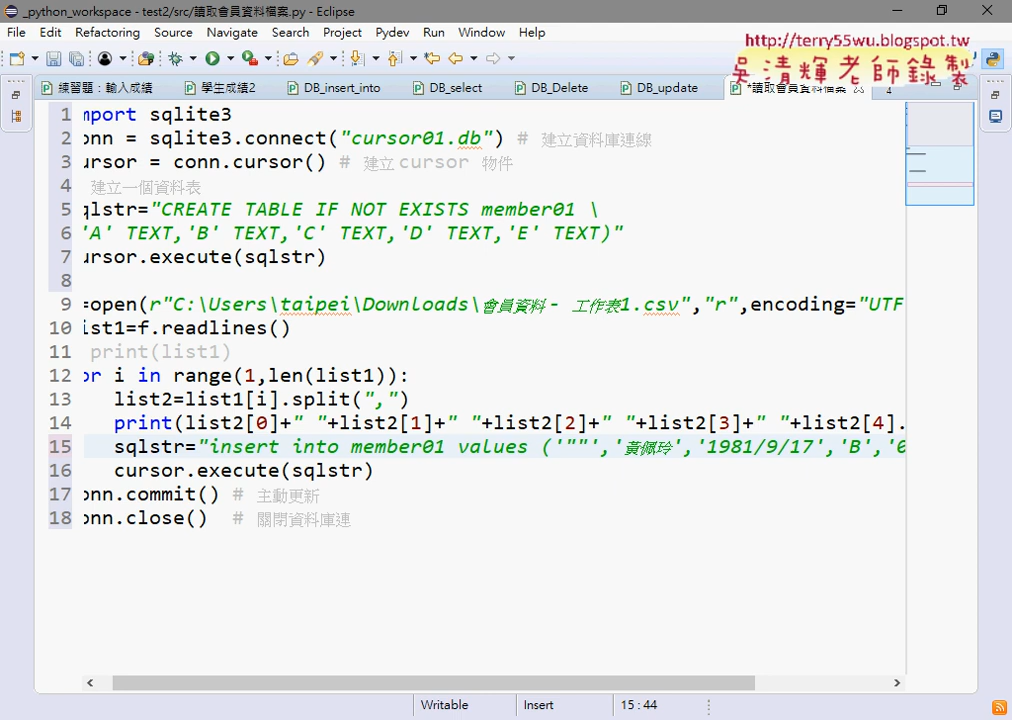 _python_workspace - test2/src/讀取會員資料檔案.py - Eclipse
File Edit Refactoring Source Navigate Search Project Pydev Run Window Help
http://terry55wu.blogspot.tw
吳清輝老師錄製
練習題：輸入成績 學生成績2 DB_insert_into DB_select DB_Delete DB_update *讀取會員資料檔案 4
1 mport sqlite3
2 onn = sqlite3.connect("cursor01.db") # 建立資料庫連線
3 ursor = conn.cursor() # 建立 cursor 物件
4 建立一個資料表
5 qlstr="CREATE TABLE IF NOT EXISTS member01 \
6 'A' TEXT,'B' TEXT,'C' TEXT,'D' TEXT,'E' TEXT)"
7 ursor.execute(sqlstr)
8
9 =open(r"C:\Users\taipei\Downloads\會員資料 - 工作表1.csv","r",encoding="UTF
10 ist1=f.readlines()
11 print(list1)
12 or i in range(1,len(list1)):
13 list2=list1[i].split(",")
14 print(list2[0]+" "+list2[1]+" "+list2[2]+" "+list2[3]+" "+list2[4].
15 sqlstr="insert into member01 values ('""','黃佩玲','1981/9/17','B','0
16 cursor.execute(sqlstr)
17 onn.commit() # 主動更新
18 onn.close() # 關閉資料庫連
Writable Insert 15 : 44